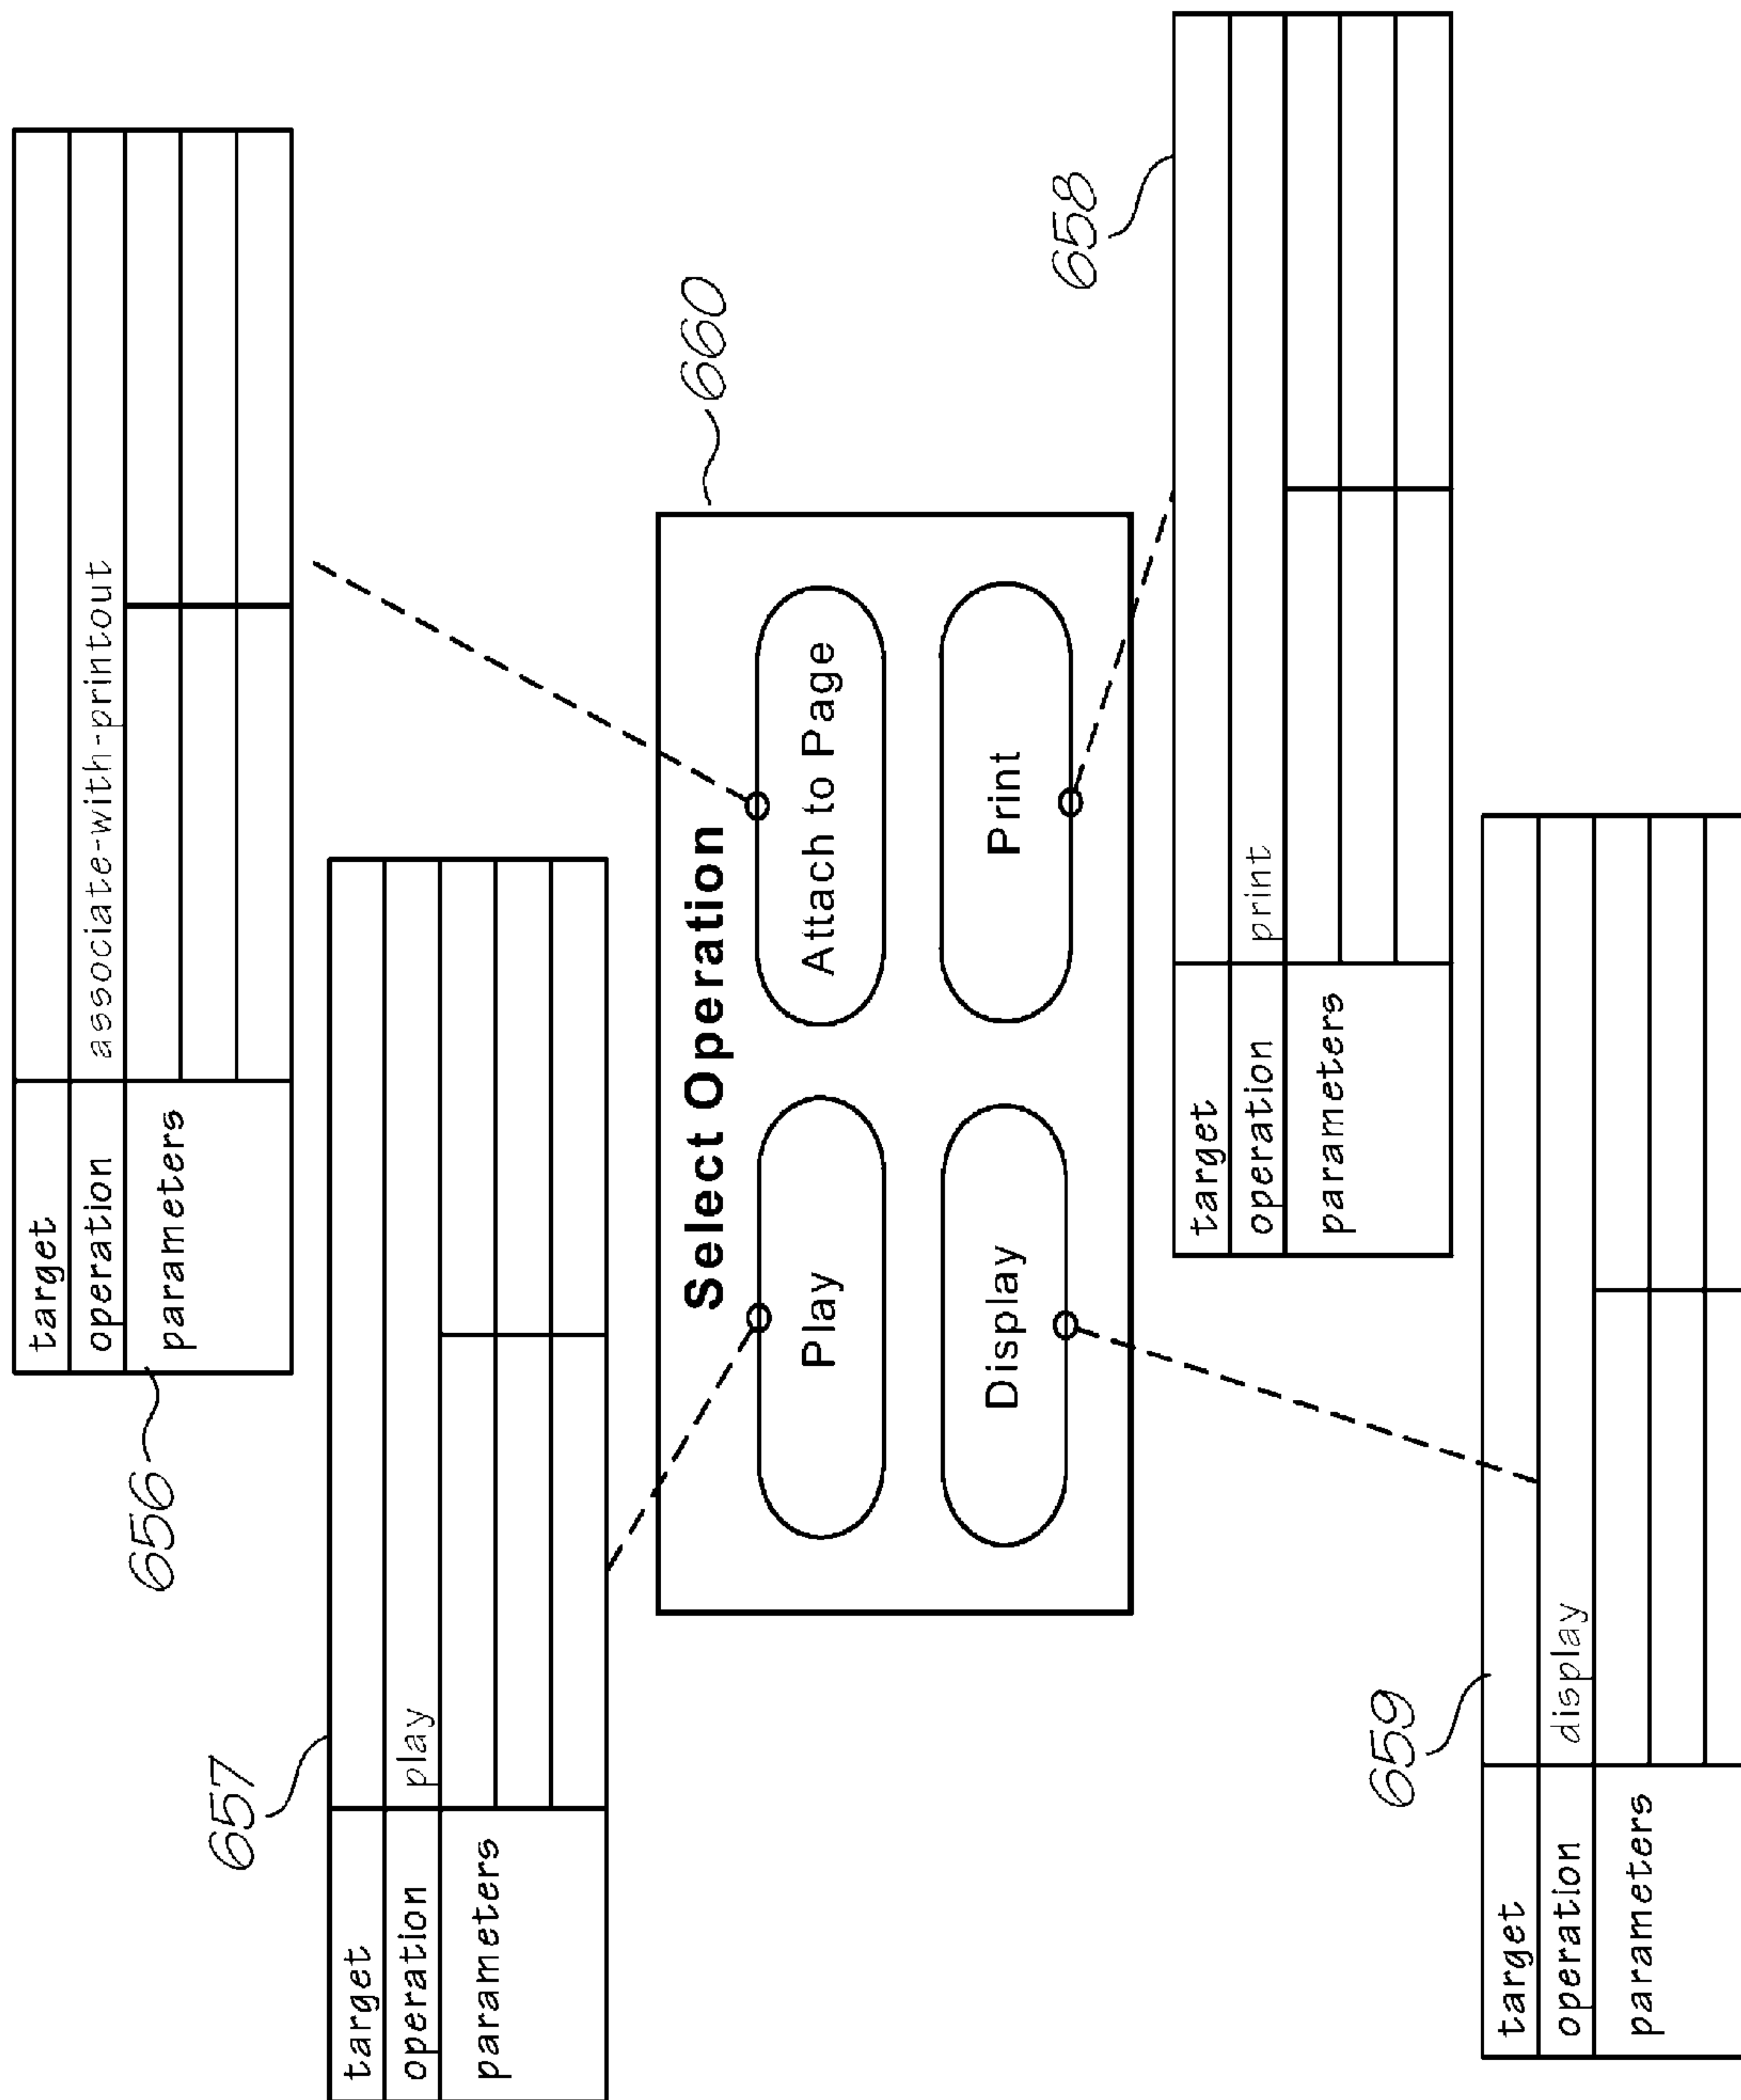 target
operation associate-with-printout
parameters
656
657
target
operation play
parameters
660
Select Operation
Play
Attach to Page
Display
Print
658
target
operation print
parameters
659
target
operation display
parameters